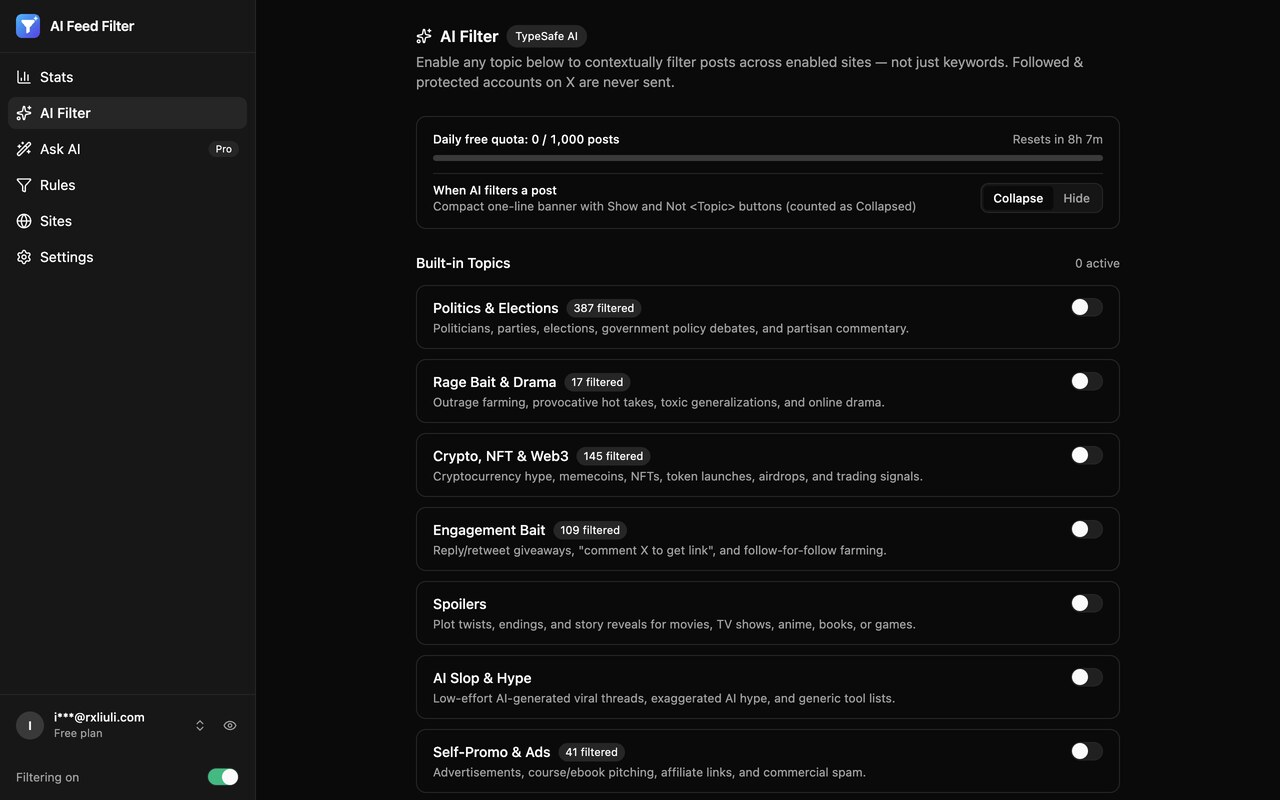 AI Feed Filter
Stats
AI Filter
Ask AI
Pro
Rules
Sites
Settings
I
i***@rxliuli.com
Free plan
Filtering on
AI Filter
TypeSafe AI
Enable any topic below to contextually filter posts across enabled sites — not just keywords. Followed &
protected accounts on X are never sent.
Daily free quota: 0 / 1,000 posts
Resets in 8h 7m
When AI filters a post
Compact one-line banner with Show and Not <Topic> buttons (counted as Collapsed)
Collapse
Hide
Built-in Topics
0 active
Politics & Elections
387 filtered
Politicians, parties, elections, government policy debates, and partisan commentary.
Rage Bait & Drama
17 filtered
Outrage farming, provocative hot takes, toxic generalizations, and online drama.
Crypto, NFT & Web3
145 filtered
Cryptocurrency hype, memecoins, NFTs, token launches, airdrops, and trading signals.
Engagement Bait
109 filtered
Reply/retweet giveaways, "comment X to get link", and follow-for-follow farming.
Spoilers
Plot twists, endings, and story reveals for movies, TV shows, anime, books, or games.
AI Slop & Hype
Low-effort AI-generated viral threads, exaggerated AI hype, and generic tool lists.
Self-Promo & Ads
41 filtered
Advertisements, course/ebook pitching, affiliate links, and commercial spam.